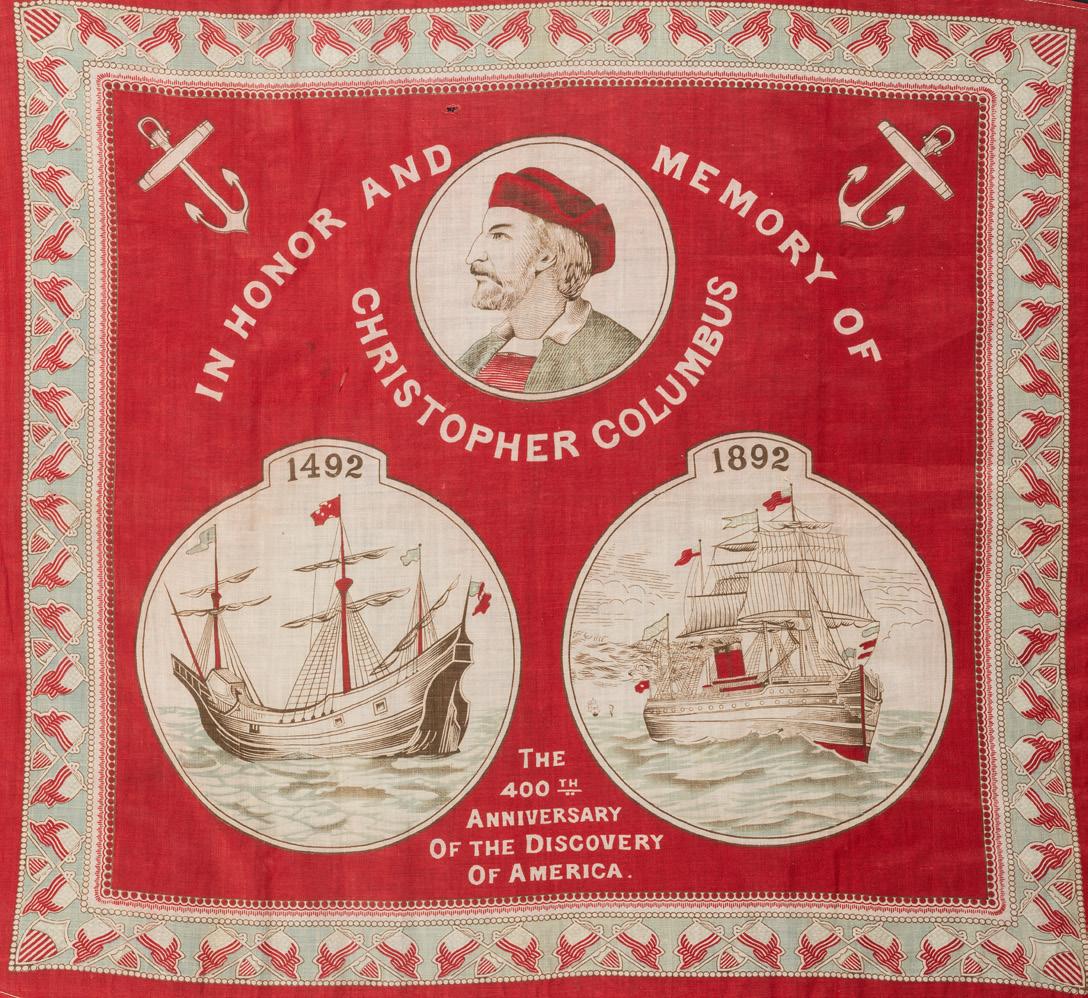 IN HONOR AND MEMORY OF
CHRISTOPHER COLUMBUS
1492
1892
THE
400TH
ANNIVERSARY
OF THE DISCOVERY
OF AMERICA.